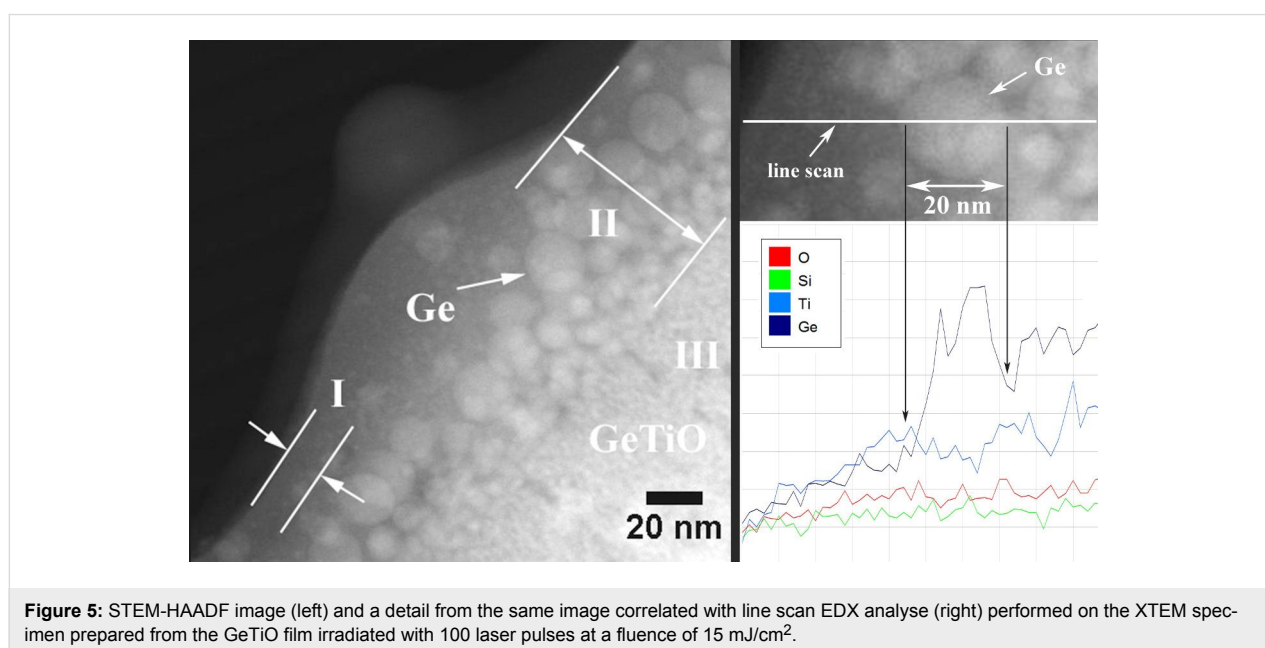 II
Ge
III
I
GeTiO
20 nm
Ge
line scan
20 nm
O
Si
Ti
Ge
Figure 5: STEM-HAADF image (left) and a detail from the same image correlated with line scan EDX analyse (right) performed on the XTEM spec-
imen prepared from the GeTiO film irradiated with 100 laser pulses at a fluence of 15 mJ/cm².